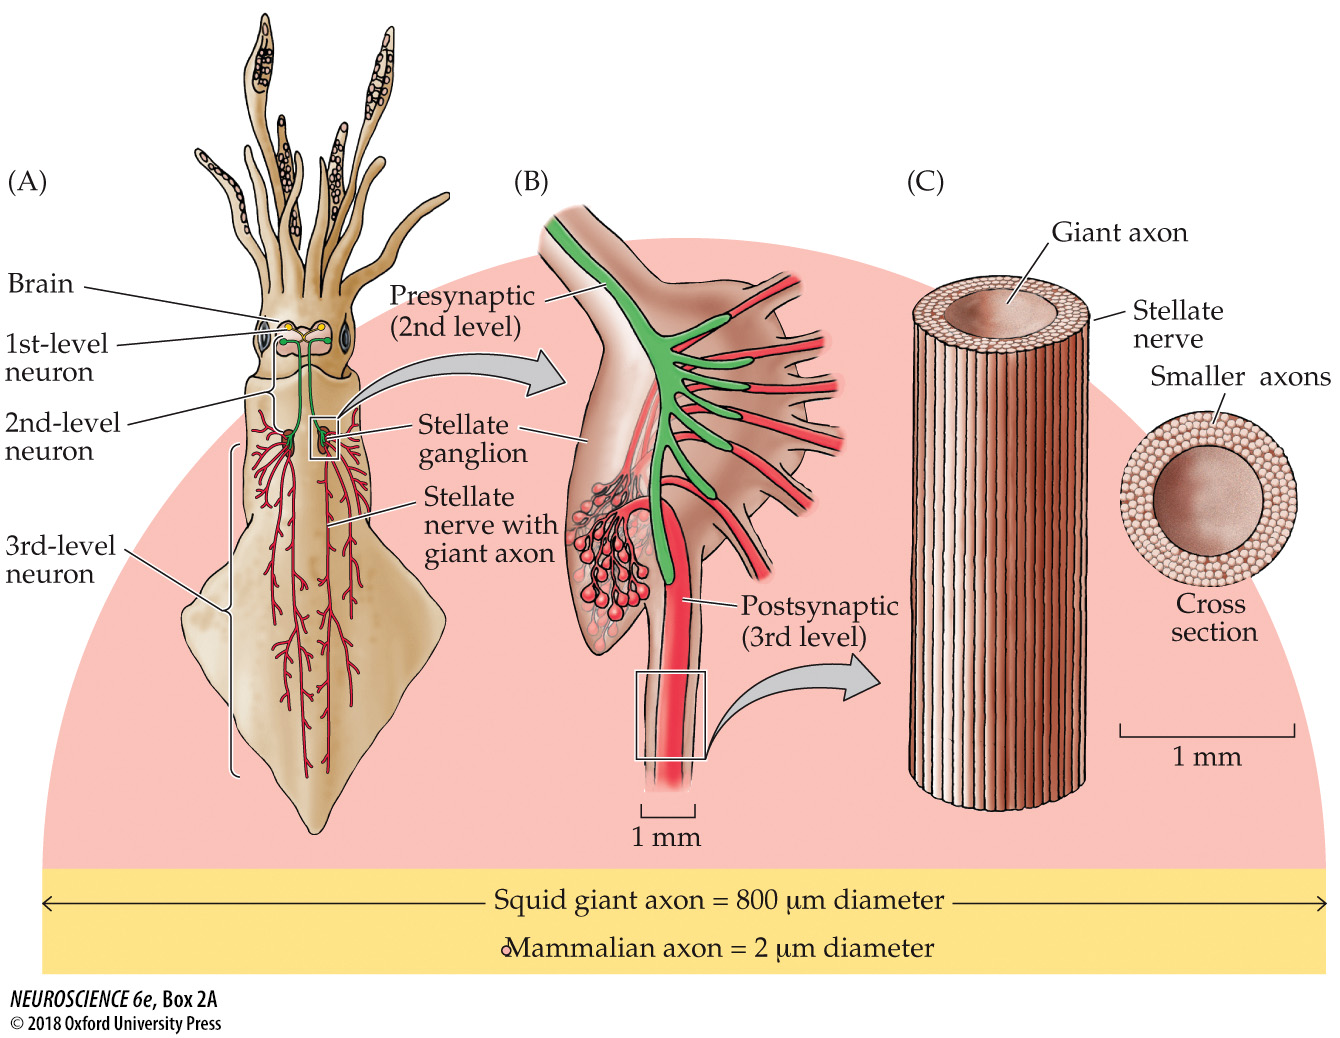 (A)
(B)
(C)
Giant axon
Stellate
nerve
Smaller axons
Cross
section
1 mm
Brain
1st-level
neuron
2nd-level
neuron
3rd-level
neuron
Presynaptic
(2nd level)
Stellate
ganglion
Stellate
nerve with
giant axon
Postsynaptic
(3rd level)
1 mm
Squid giant axon = 800 μm diameter
Mammalian axon = 2 μm diameter
NEUROSCIENCE 6e, Box 2A
© 2018 Oxford University Press